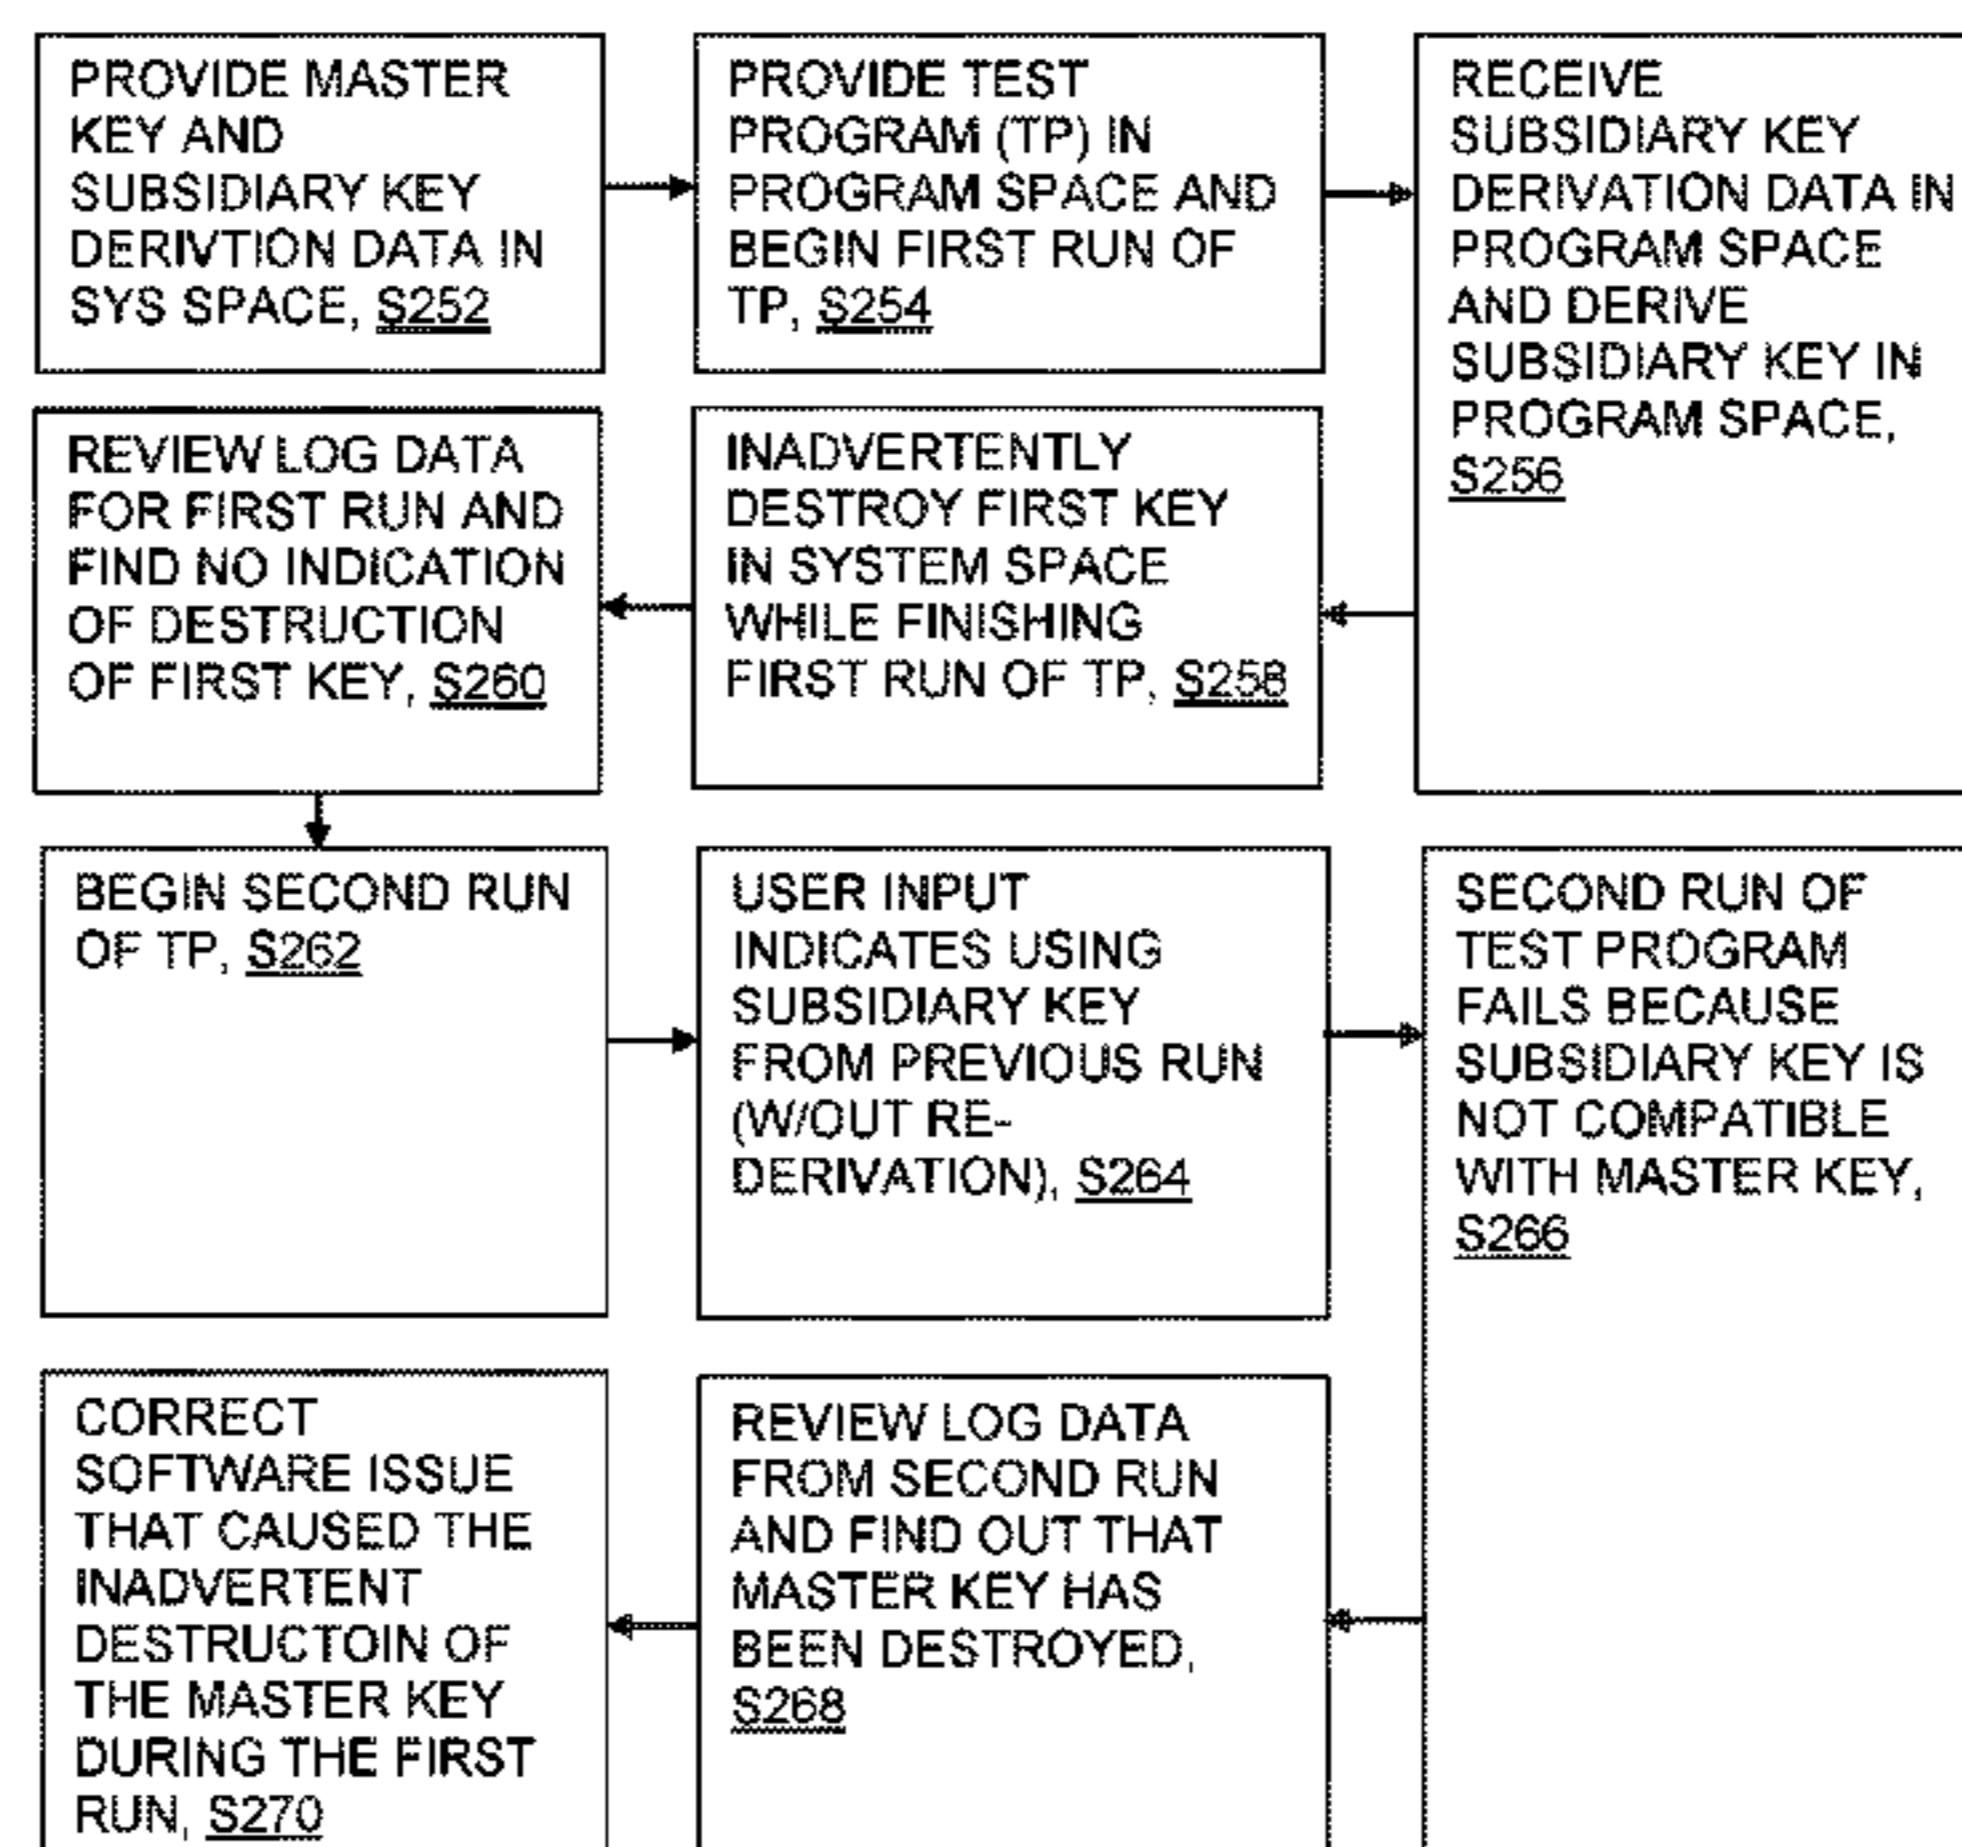 PROVIDE MASTER
KEY AND
SUBSIDIARY KEY
DERIVTION DATA IN
SYS SPACE, S252
PROVIDE TEST
PROGRAM (TP) IN
PROGRAM SPACE AND
BEGIN FIRST RUN OF
TP, S254
RECEIVE
SUBSIDIARY KEY
DERIVATION DATA IN
PROGRAM SPACE
AND DERIVE
SUBSIDIARY KEY IN
PROGRAM SPACE,
S256
INADVERTENTLY
DESTROY FIRST KEY
IN SYSTEM SPACE
WHILE FINISHING
FIRST RUN OF TP, S258
REVIEW LOG DATA
FOR FIRST RUN AND
FIND NO INDICATION
OF DESTRUCTION
OF FIRST KEY, S260
BEGIN SECOND RUN
OF TP, S262
USER INPUT
INDICATES USING
SUBSIDIARY KEY
FROM PREVIOUS RUN
(W/OUT RE-
DERIVATION), S264
SECOND RUN OF
TEST PROGRAM
FAILS BECAUSE
SUBSIDIARY KEY IS
NOT COMPATIBLE
WITH MASTER KEY,
S266
REVIEW LOG DATA
FROM SECOND RUN
AND FIND OUT THAT
MASTER KEY HAS
BEEN DESTROYED,
S268
CORRECT
SOFTWARE ISSUE
THAT CAUSED THE
INADVERTENT
DESTRUCTOIN OF
THE MASTER KEY
DURING THE FIRST
RUN, S270